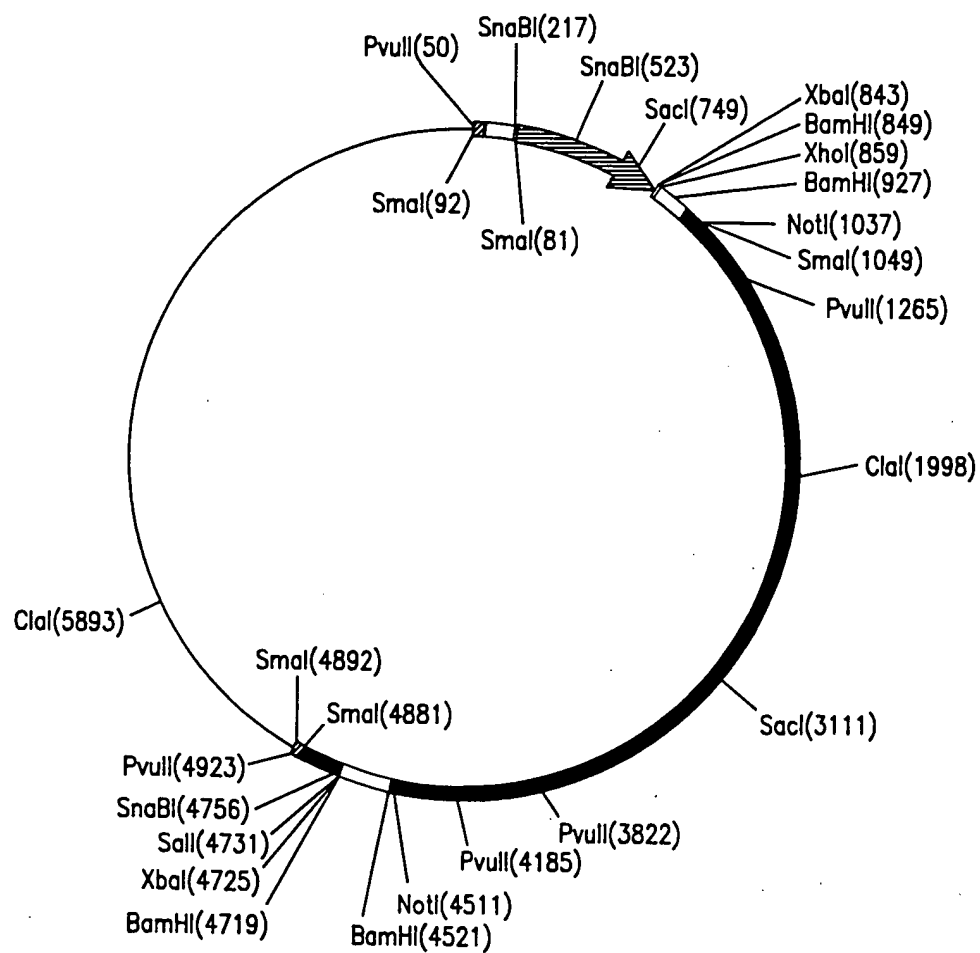 SnaBI(217)
PvuII(50)
SnaBI(523)
SacI(749)
XbaI(843)
BamHI(849)
XhoI(859)
BamHI(927)
SmaI(92)
SmaI(81)
NotI(1037)
SmaI(1049)
PvuII(1265)
ClaI(1998)
ClaI(5893)
SmaI(4892)
SmaI(4881)
SacI(3111)
PvuII(4923)
SnaBI(4756)
SalI(4731)
XbaI(4725)
BamHI(4719)
PvuII(3822)
PvuII(4185)
NotI(4511)
BamHI(4521)